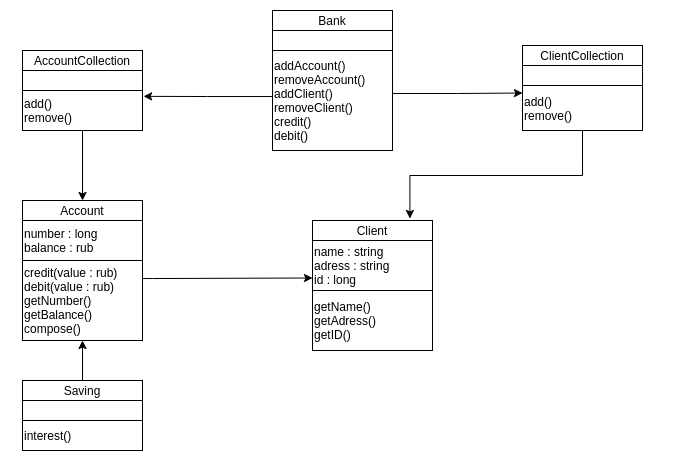 Bank
addAccount()
removeAccount()
addClient()
removeClient()
credit()
debit()
AccountCollection
add()
remove()
ClientCollection
add()
remove()
Account
number : long
balance : rub
credit(value : rub)
debit(value : rub)
getNumber()
getBalance()
compose()
Client
name : string
adress : string
id : long
getName()
getAdress()
getID()
Saving
interest()